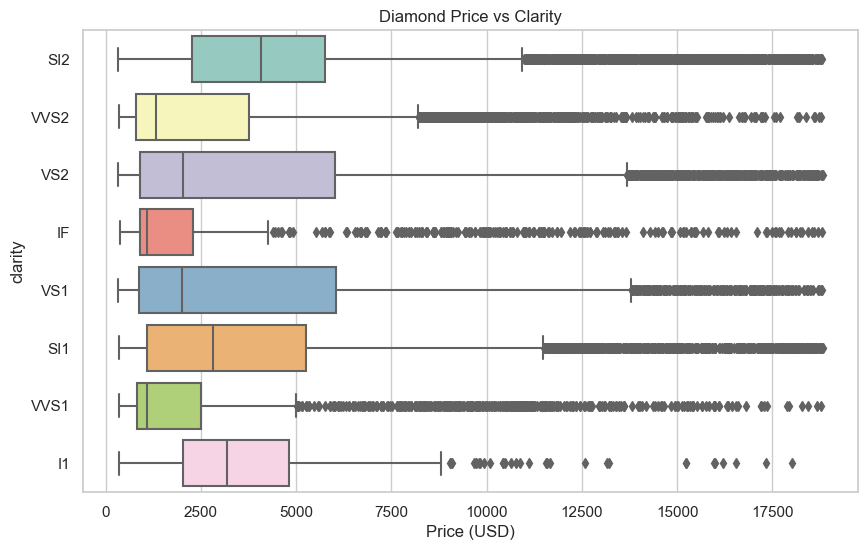 Diamond Price vs Clarity
SI2
VVS2
VS2
IF
VS1
SI1
VVS1
I1
clarity
0 2500 5000 7500 10000 12500 15000 17500
Price (USD)